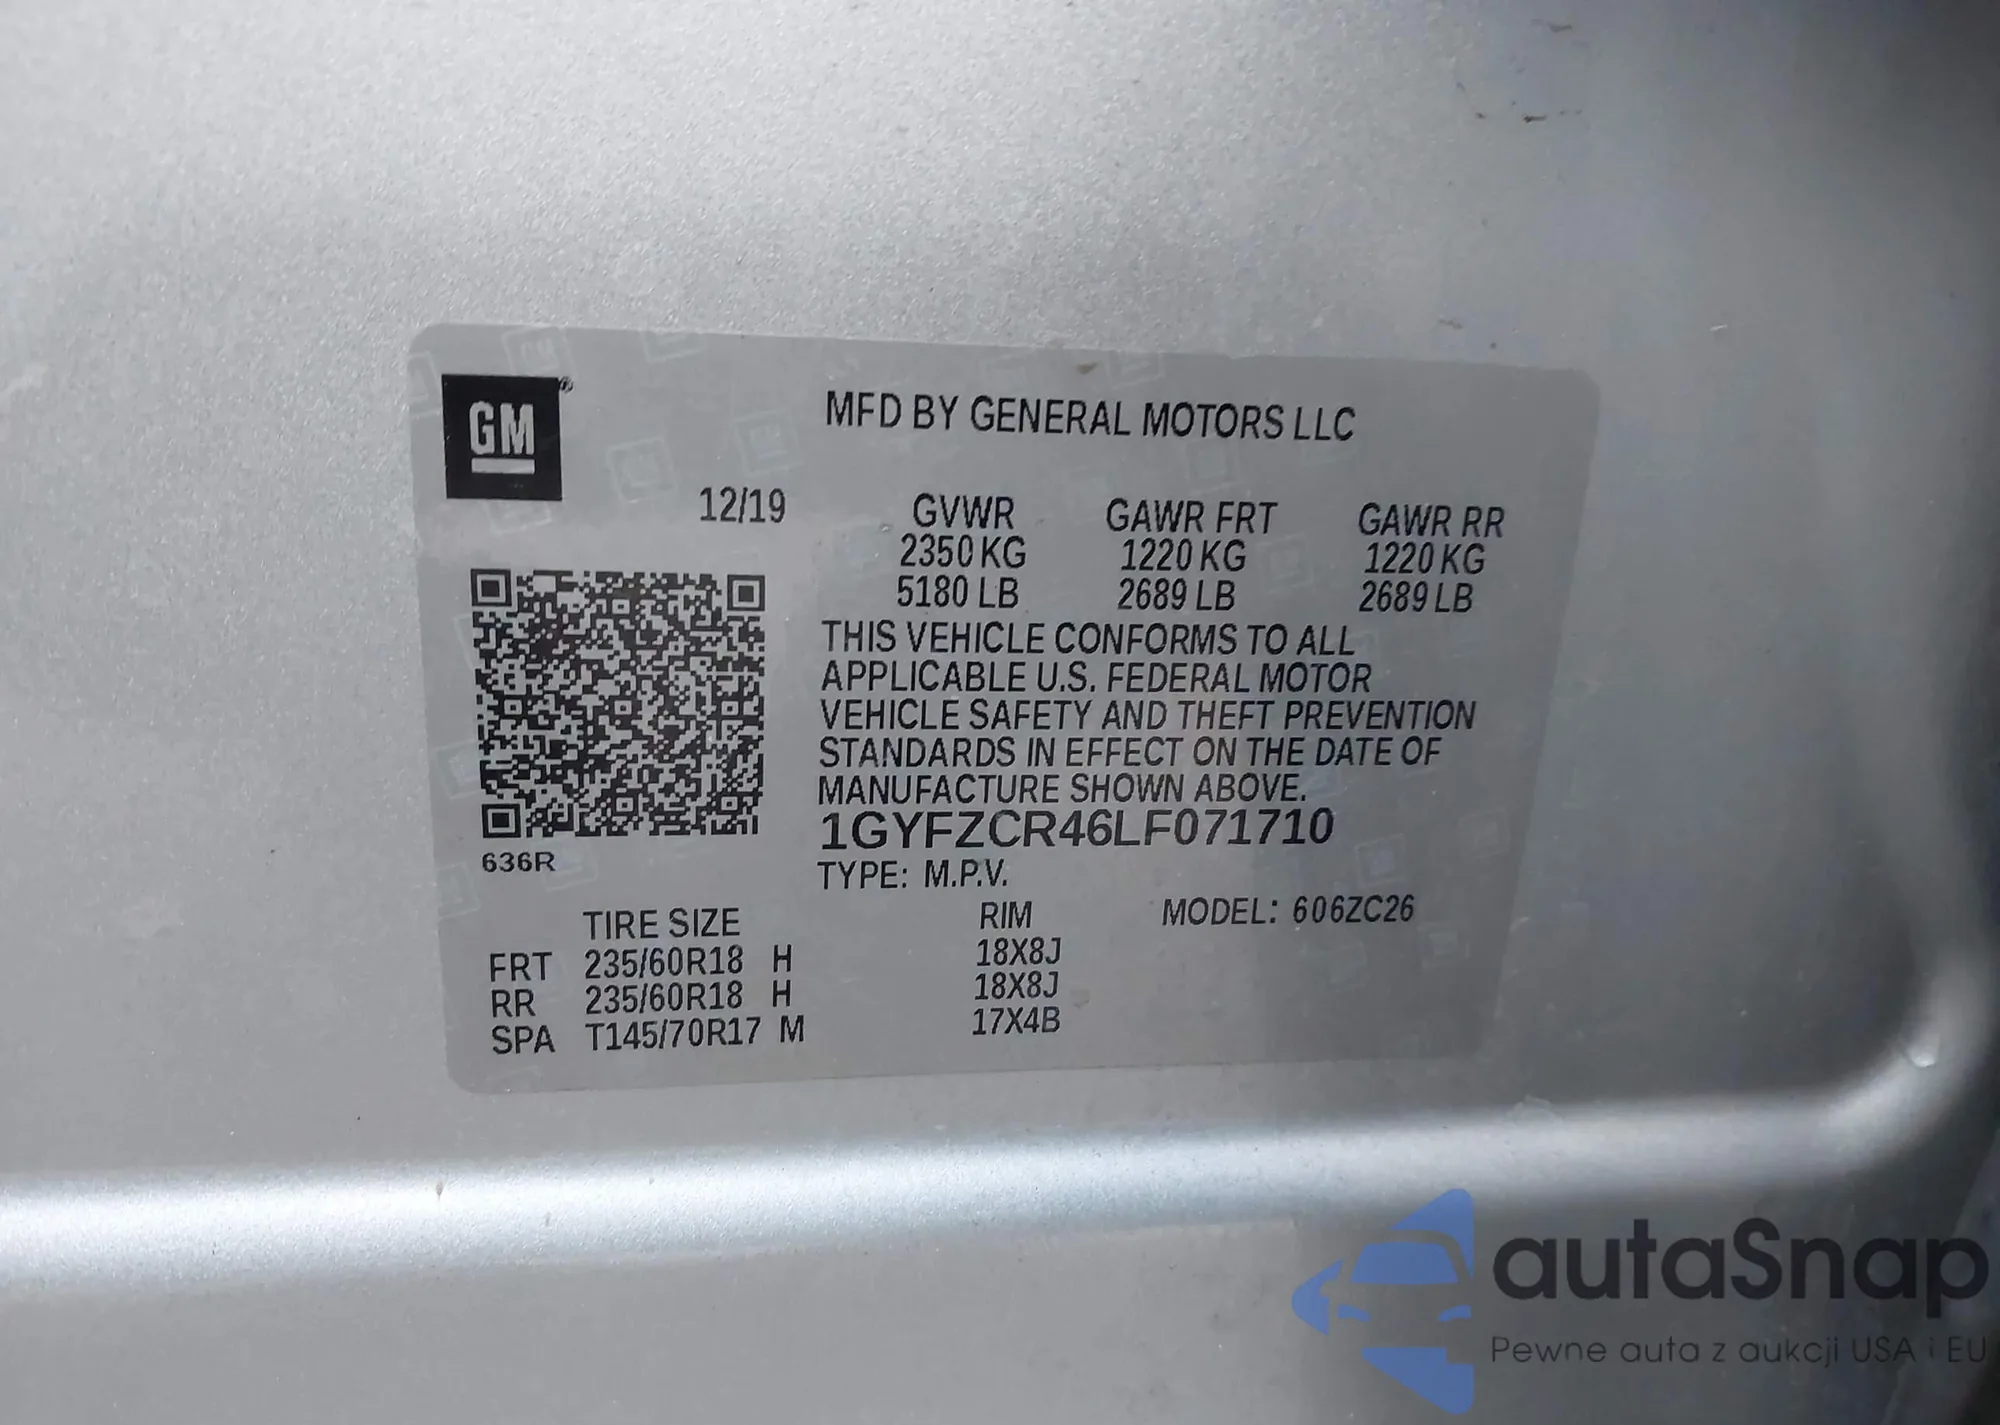 GM
MFD BY GENERAL MOTORS LLC
12/19 GVWR GAWR FRT GAWR RR
2350 KG 1220 KG 1220 KG
5180 LB 2689 LB 2689 LB
THIS VEHICLE CONFORMS TO ALL
APPLICABLE U.S. FEDERAL MOTOR
VEHICLE SAFETY AND THEFT PREVENTION
STANDARDS IN EFFECT ON THE DATE OF
MANUFACTURE SHOWN ABOVE.
1GYFZCR46LF071710
636R
TYPE: M.P.V.
TIRE SIZE RIM MODEL: 606ZC26
FRT 235/60R18 H 18X8J
RR 235/60R18 H 18X8J
SPA T145/70R17 M 17X4B
autaSnap
Pewne auta z aukcji USA i EU